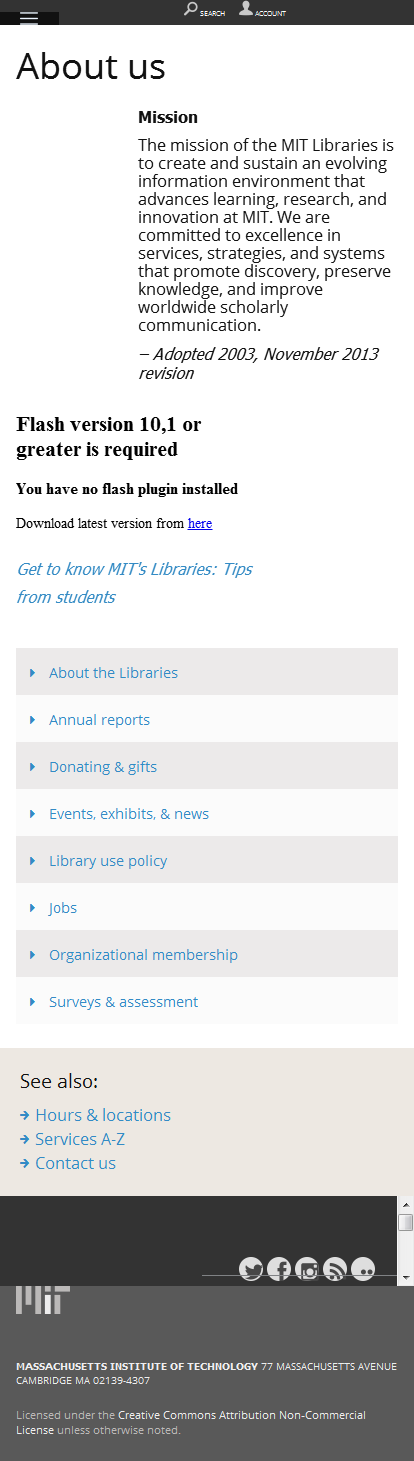 SEARCH ACCOUNT
About us
Mission
The mission of the MIT Libraries is
to create and sustain an evolving
information environment that
advances learning, research, and
innovation at MIT. We are
committed to excellence in
services, strategies, and systems
that promote discovery, preserve
knowledge, and improve
worldwide scholarly
communication.
– Adopted 2003, November 2013
revision
Flash version 10,1 or
greater is required
You have no flash plugin installed
Download latest version from here
Get to know MIT's Libraries: Tips
from students
About the Libraries
Annual reports
Donating & gifts
Events, exhibits, & news
Library use policy
Jobs
Organizational membership
Surveys & assessment
See also:
Hours & locations
Services A-Z
Contact us
MIT
MASSACHUSETTS INSTITUTE OF TECHNOLOGY 77 MASSACHUSETTS AVENUE
CAMBRIDGE MA 02139-4307
Licensed under the Creative Commons Attribution Non-Commercial
License unless otherwise noted.